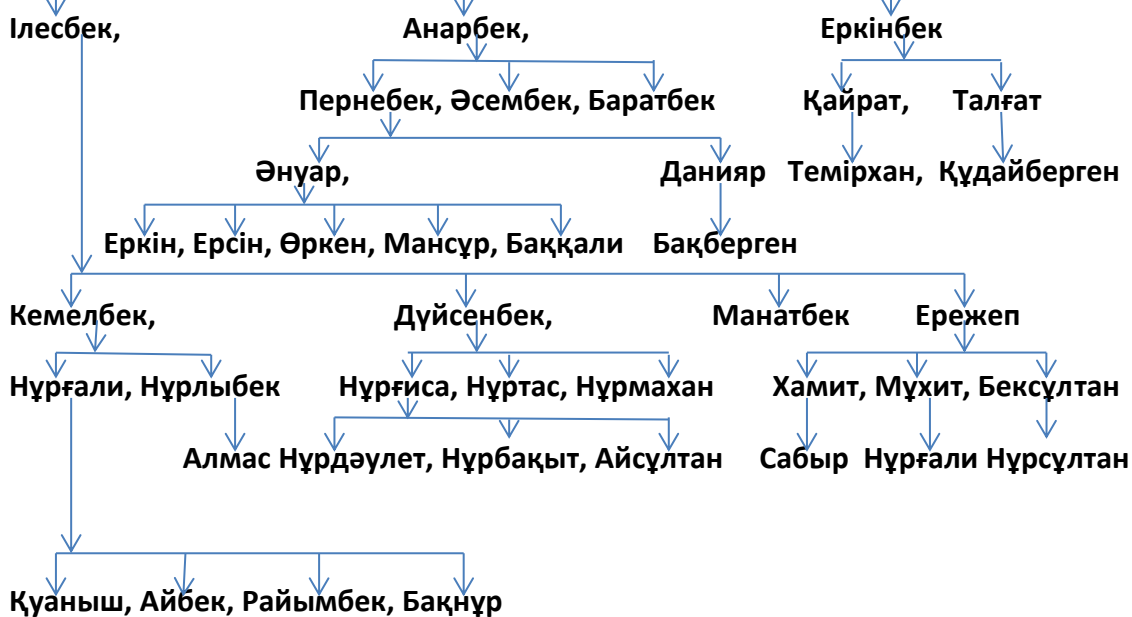 Ілесбек, Анарбек, Еркінбек
Пернебек, Әсембек, Баратбек Қайрат, Талғат
Әнуар, Данияр Темірхан, Құдайберген
Еркін, Ерсін, Өркен, Мансұр, Баққали Бақберген
Кемелбек, Дүйсенбек, Манатбек Ережеп
Нұрғали, Нұрлыбек Нұрғиса, Нұртас, Нұрмахан Хамит, Мұхит, Бексұлтан
Алмас Нұрдәулет, Нұрбақыт, Айсұлтан Сабыр Нұрғали Нұрсұлтан
Қуаныш, Айбек, Райымбек, Бақнұр